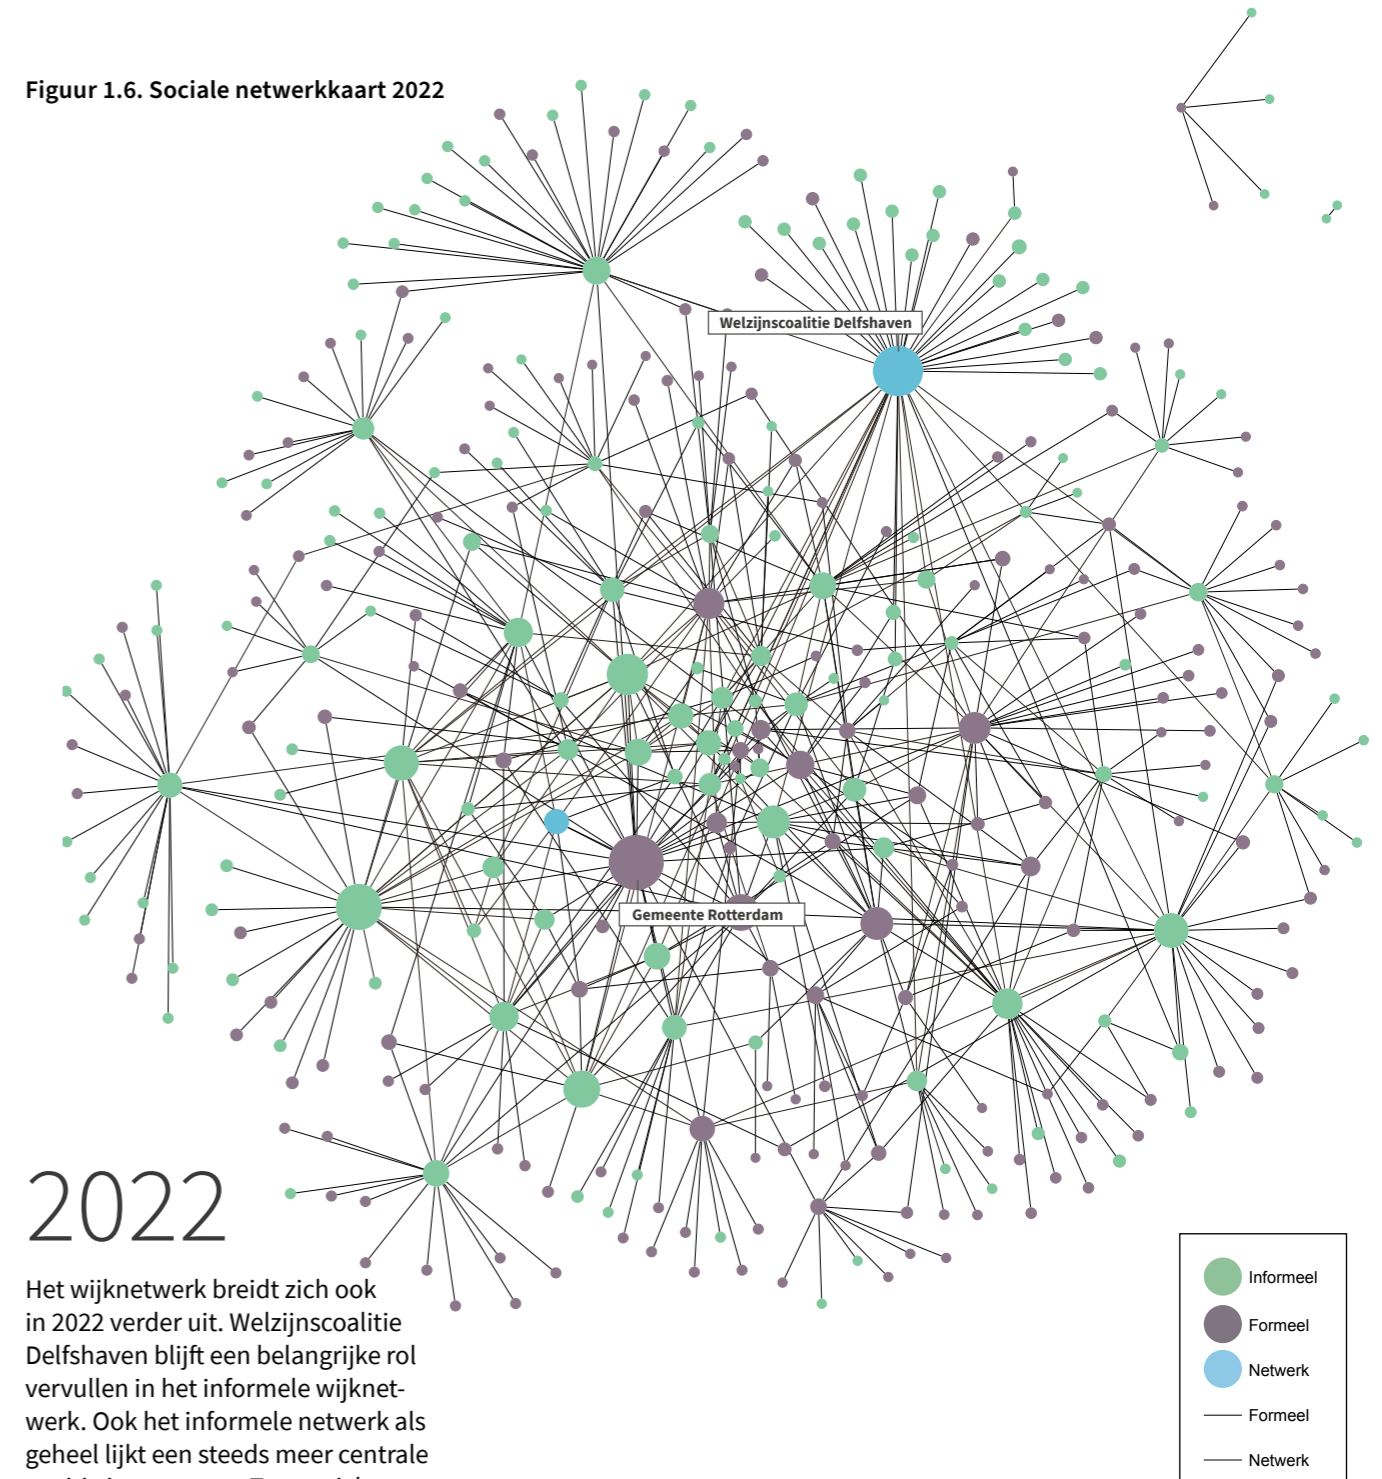 Figuur 1.6. Sociale netwerkkaart 2022
Welzijnscoalitie Delfshaven
Gemeente Rotterdam
2022
Het wijknetwerk breidt zich ook
in 2022 verder uit. Welzijnscoalitie
Delfshaven blijft een belangrijke rol
vervullen in het informele wijknet-
werk. Ook het informele netwerk als
geheel lijkt een steeds meer centrale
Informeel
Formeel
Netwerk
Formeel
Netwerk